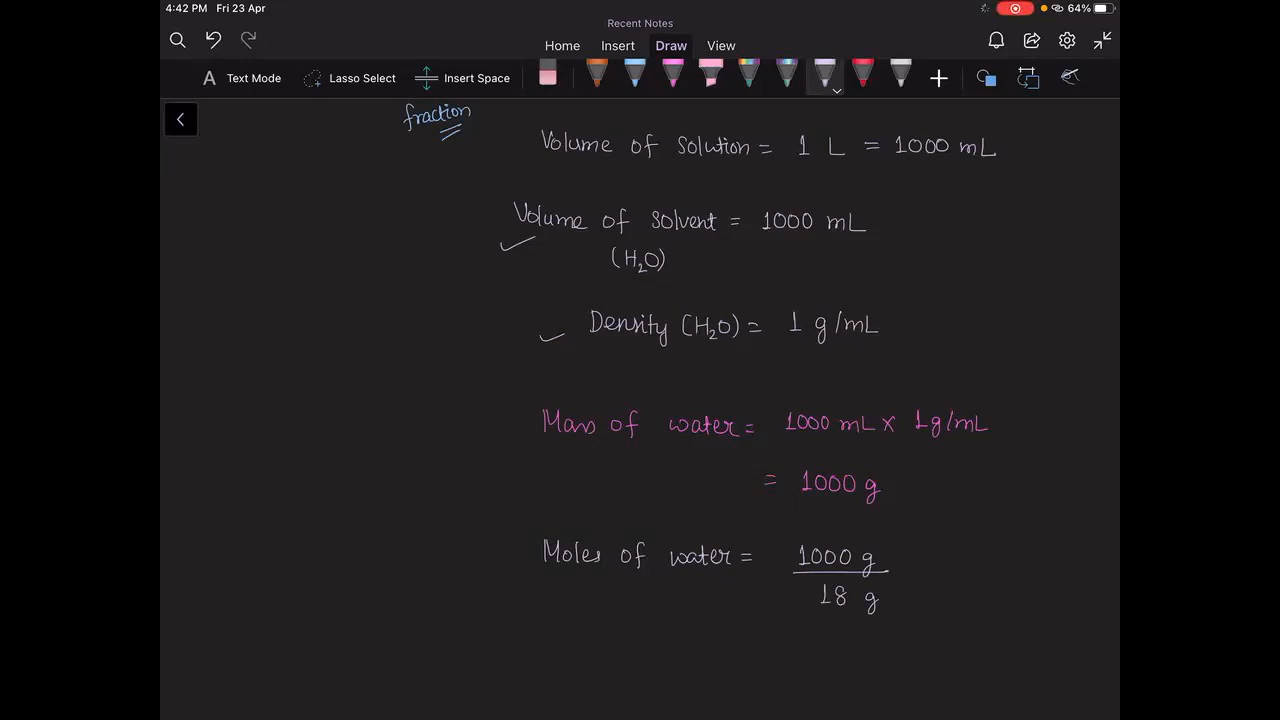 4:42 PM Fri 23 Apr
64%
Recent Notes
Home Insert Draw View
Text Mode Lasso Select Insert Space
fraction
Volume of Solution = 1 L = 1000 mL
Volume of Solvent = 1000 mL
(H₂O)
Density (H₂O) = 1 g/mL
Mass of water = 1000 mL × 1g/mL
= 1000 g
Moles of water = 1000 g
18 g